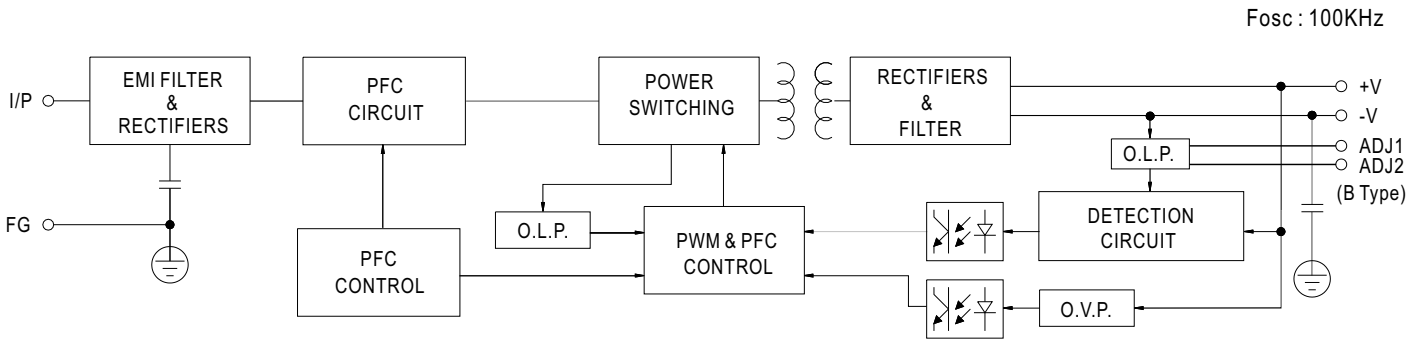 Fosc : 100KHz
I/P
EMI FILTER
&
RECTIFIERS
PFC
CIRCUIT
POWER
SWITCHING
RECTIFIERS
&
FILTER
+V
-V
ADJ1
ADJ2
(B Type)
O.L.P.
FG
O.L.P.
PFC
CONTROL
PWM & PFC
CONTROL
DETECTION
CIRCUIT
O.V.P.